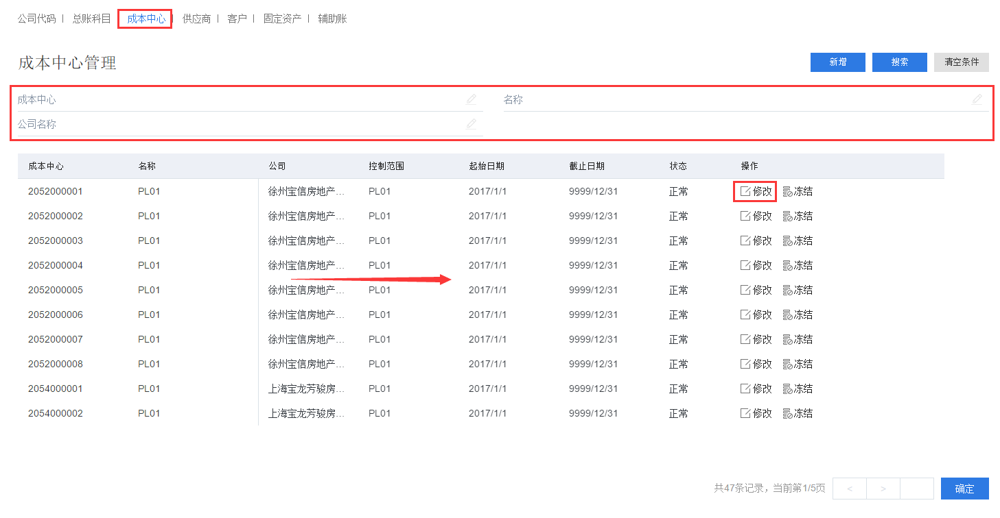 公司代码 | 总账科目 | 成本中心 | 供应商 | 客户 | 固定资产 | 辅助账
成本中心管理 新增 搜索 清空条件
成本中心 名称
公司名称
成本中心 名称 公司 控制范围 起始日期 截止日期 状态 操作
2052000001 PL01 徐州宝信房地产... PL01 2017/1/1 9999/12/31 正常 修改 冻结
2052000002 PL01 徐州宝信房地产... PL01 2017/1/1 9999/12/31 正常 修改 冻结
2052000003 PL01 徐州宝信房地产... PL01 2017/1/1 9999/12/31 正常 修改 冻结
2052000004 PL01 徐州宝信房地产... PL01 2017/1/1 9999/12/31 正常 修改 冻结
2052000005 PL01 徐州宝信房地产... PL01 2017/1/1 9999/12/31 正常 修改 冻结
2052000006 PL01 徐州宝信房地产... PL01 2017/1/1 9999/12/31 正常 修改 冻结
2052000007 PL01 徐州宝信房地产... PL01 2017/1/1 9999/12/31 正常 修改 冻结
2052000008 PL01 徐州宝信房地产... PL01 2017/1/1 9999/12/31 正常 修改 冻结
2054000001 PL01 上海宝龙芳骏房... PL01 2017/1/1 9999/12/31 正常 修改 冻结
2054000002 PL01 上海宝龙芳骏房... PL01 2017/1/1 9999/12/31 正常 修改 冻结
共47条记录，当前第1/5页 < > 确定